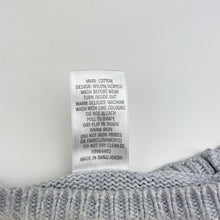 MAIN: COTTON
DESIGN: NYLON/ACRYLIC
WASH BEFORE WEAR
TURN INSIDE OUT
WARM DELICATE MACHINE
WASH WITH LIKE COLOURS
DO NOT BLEACH
PULL TO SHAPE
DRY FLAT IN SHADE
WARM IRON
(DO NOT IRON PRINTS
OR EMBELLISHMENTS)
DO NOT DRY CLEAN
MADE IN BANGLADESH